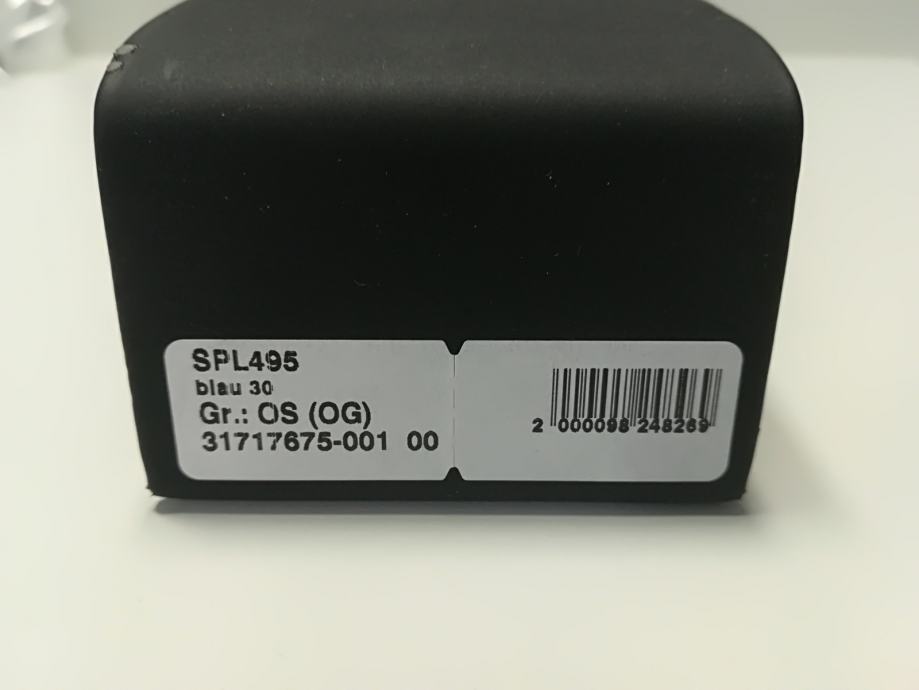 SPL495
blau 30
Gr.: OS (OG)
31717675-001 00
2 000098 248269